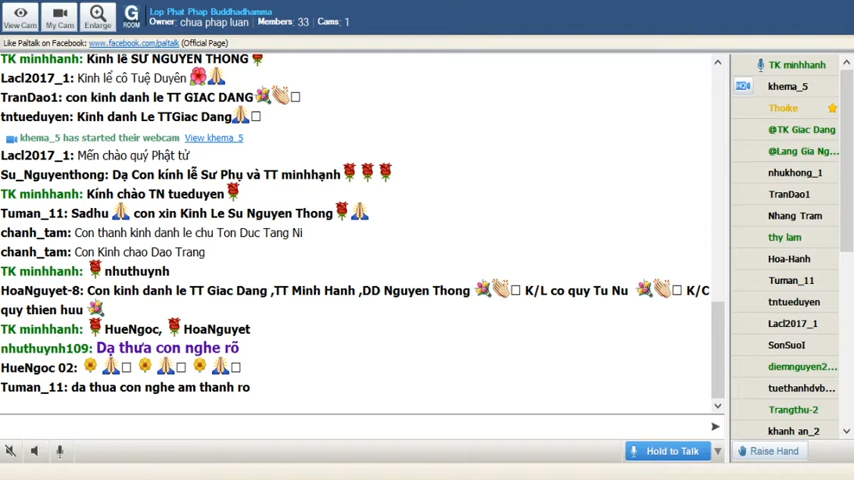 View Cam
My Cam
Enlarge
G
ROOM
Lop Phat Phap Buddhadhamma
Owner: chua phap luan Members: 33 Cams: 1
Like Paltalk on Facebook: www.facebook.com/paltalk (Official Page)
TK minhhanh: Kinh lê SƯ NGUYEN THONG
Lacl2017_1: Kinh lể cô Tuệ Duyên
TranDao1: con kinh danh le TT GIAC DANG
tntueduyen: Kinh danh Le TTGiac Dang
khema_5 has started their webcam View khema_5
Lacl2017_1: Mến chào quý Phật tử
Su_Nguyenthong: Dạ Con kính lễ Sư Phụ và TT minhhạnh
TK minhhanh: Kính chào TN tueduyen
Tuman_11: Sadhu con xin Kinh Le Su Nguyen Thong
chanh_tam: Con thanh kinh danh le chu Ton Duc Tang Ni
chanh_tam: Con Kinh chao Dao Trang
TK minhhanh: nhuthuynh
HoaNguyet-8: Con kinh danh le TT Giac Dang ,TT Minh Hanh ,DD Nguyen Thong K/L co quy Tu Nu K/C
quy thien huu
TK minhhanh: HueNgoc, HoaNguyet
nhuthuynh109: Dạ thưa con nghe rõ
HueNgoc 02:
Tuman_11: da thua con nghe am thanh ro
TK minhhanh
HD
khema_5
Thoike
@TK Giac Dang
@Lang Gia Ng...
nhukhong_1
TranDao1
Nhang Tram
thy lam
Hoa-Hanh
Tuman_11
tntueduyen
Lacl2017_1
SonSuoI
diemnguyen2...
tuethanhdvb...
Trangthu-2
khanh an_2
Hold to Talk
Raise Hand